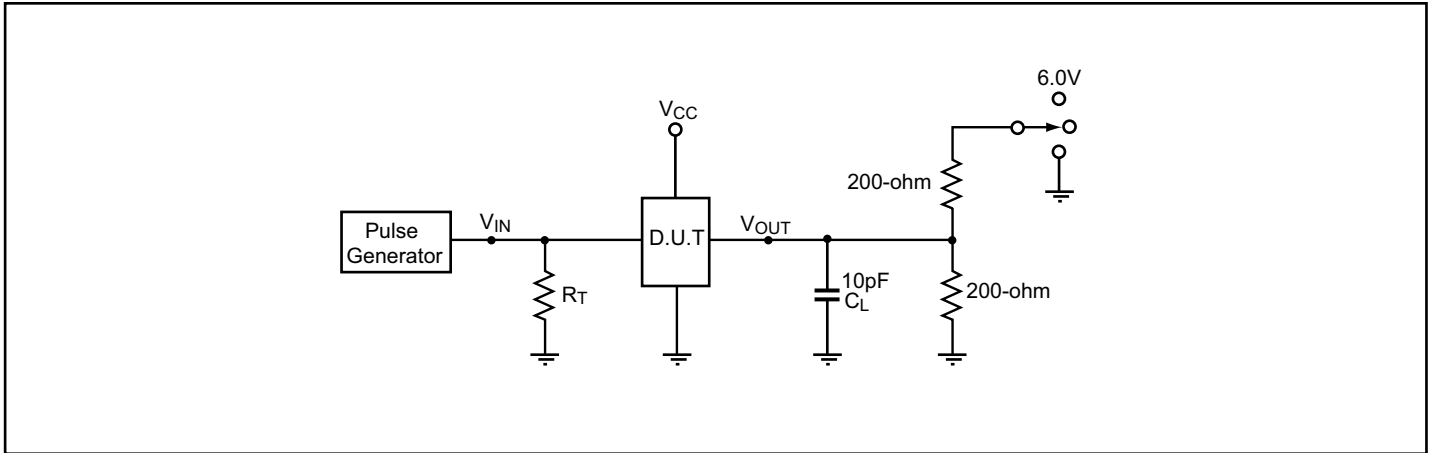 6.0V
VCC
200-ohm
Pulse
Generator
VIN
D.U.T
VOUT
RT
10pF
CL
200-ohm